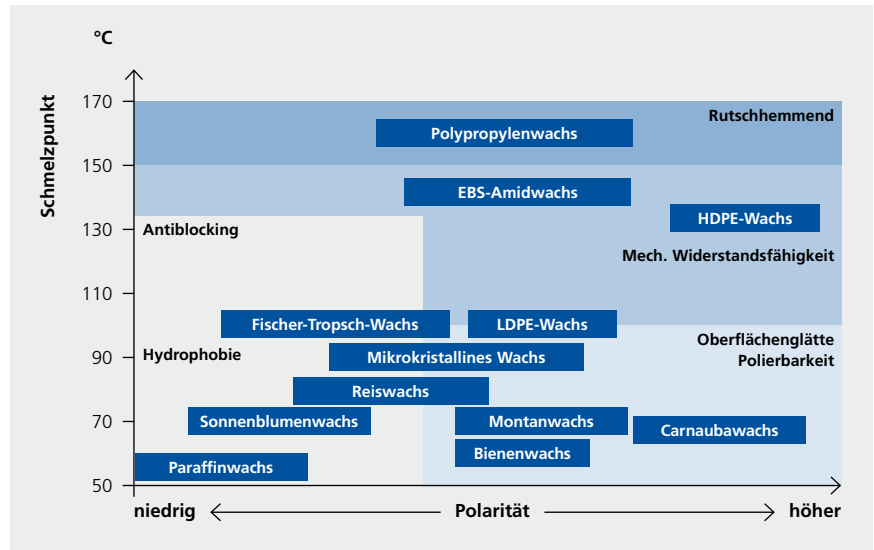 °C
Schmelzpunkt
170
Rutschhemmend
Polypropylenwachs
150
EBS-Amidwachs
HDPE-Wachs
130
Antiblocking
Mech. Widerstandsfähigkeit
110
Fischer-Tropsch-Wachs
LDPE-Wachs
Oberflächenglätte
Polierbarkeit
90
Hydrophobie
Mikrokristallines Wachs
Reiswachs
70
Sonnenblumenwachs
Montanwachs
Carnaubawachs
Bienenwachs
Paraffinwachs
50
niedrig
Polarität
höher